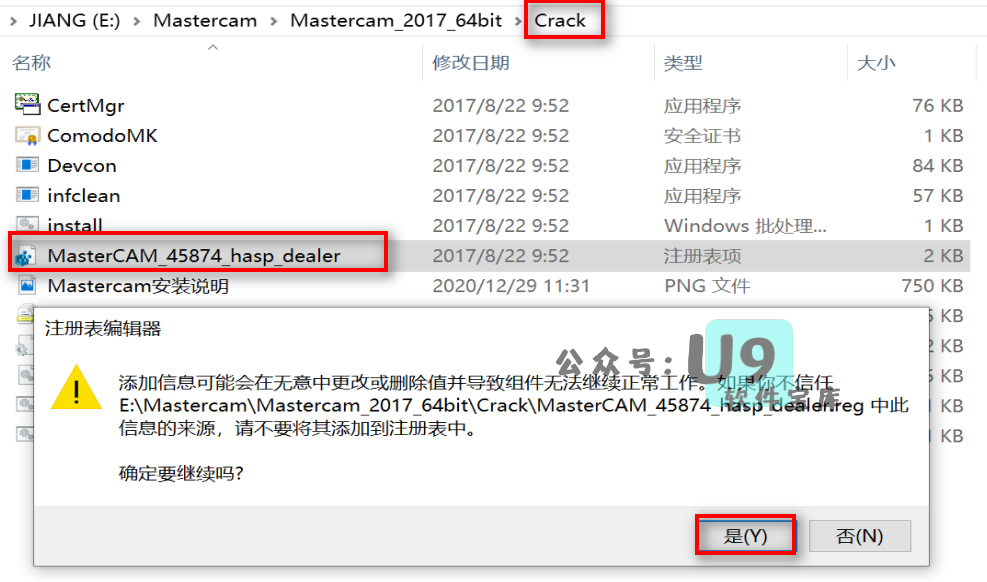 JIANG (E:) > Mastercam > Mastercam_2017_64bit > Crack
名称 修改日期 类型 大小
CertMgr 2017/8/22 9:52 应用程序 76 KB
ComodoMK 2017/8/22 9:52 安全证书 1 KB
Devcon 2017/8/22 9:52 应用程序 84 KB
infclean 2017/8/22 9:52 应用程序 57 KB
install 2017/8/22 9:52 Windows 批处理... 1 KB
MasterCAM_45874_hasp_dealer 2017/8/22 9:52 注册表项 2 KB
Mastercam安装说明 2020/12/29 11:31 PNG 文件 750 KB
KB
注册表编辑器
2 KB
公众号：U9
软件宝库
KB
添加信息可能会在无意中更改或删除值并导致组件无法继续正常工作。如果你不信任
E:\Mastercam\Mastercam_2017_64bit\Crack\MasterCAM_45874_hasp_dealer.reg 中此
KB
信息的来源，请不要将其添加到注册表中。
KB
确定要继续吗?
是(Y) 否(N)